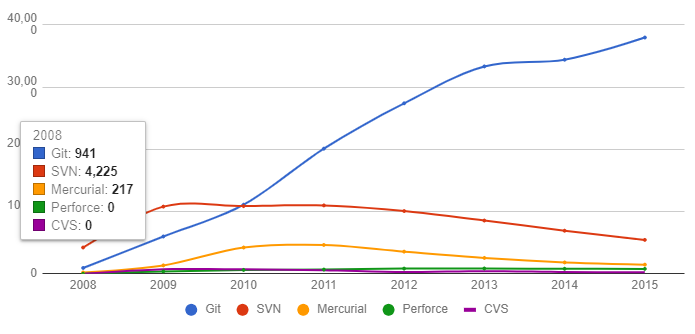 40,00
0
30,00
0
2008
Git: 941
20
SVN: 4,225
Mercurial: 217
10
Perforce: 0
CVS: 0
0
2008 2009 2010 2011 2012 2013 2014 2015
Git SVN Mercurial Perforce CVS